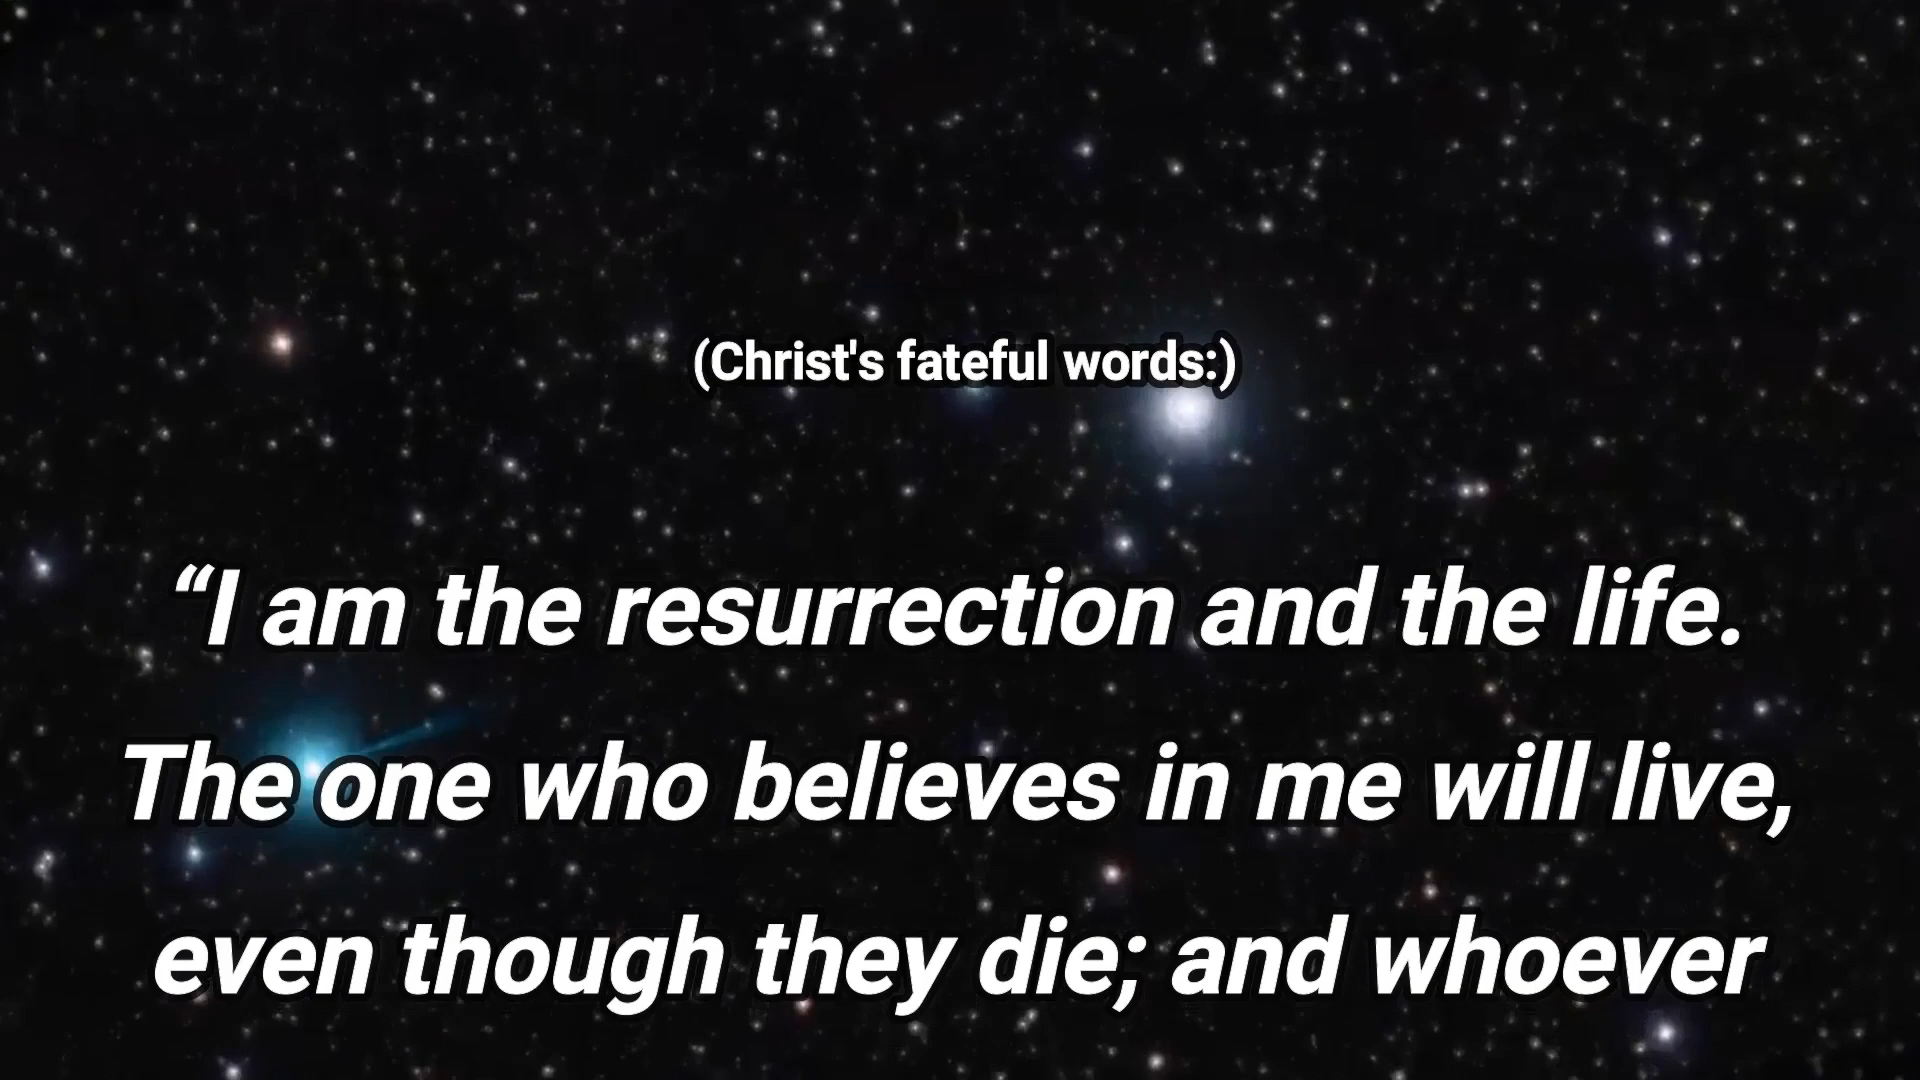 (Christ's fateful words:)
“I am the resurrection and the life.
The one who believes in me will live,
even though they die; and whoever